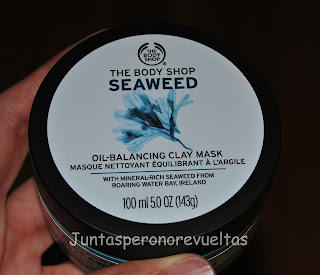 THE
BODY
SHOP
THE BODY SHOP
SEAWEED
OIL-BALANCING CLAY MASK
MASQUE NETTOYANT ÉQUILIBRANT À L'ARGILE
WITH MINERAL-RICH SEAWEED FROM
ROARING WATER BAY, IRELAND
100 ml 5.0 OZ (143g)
Juntasperonorevueltas